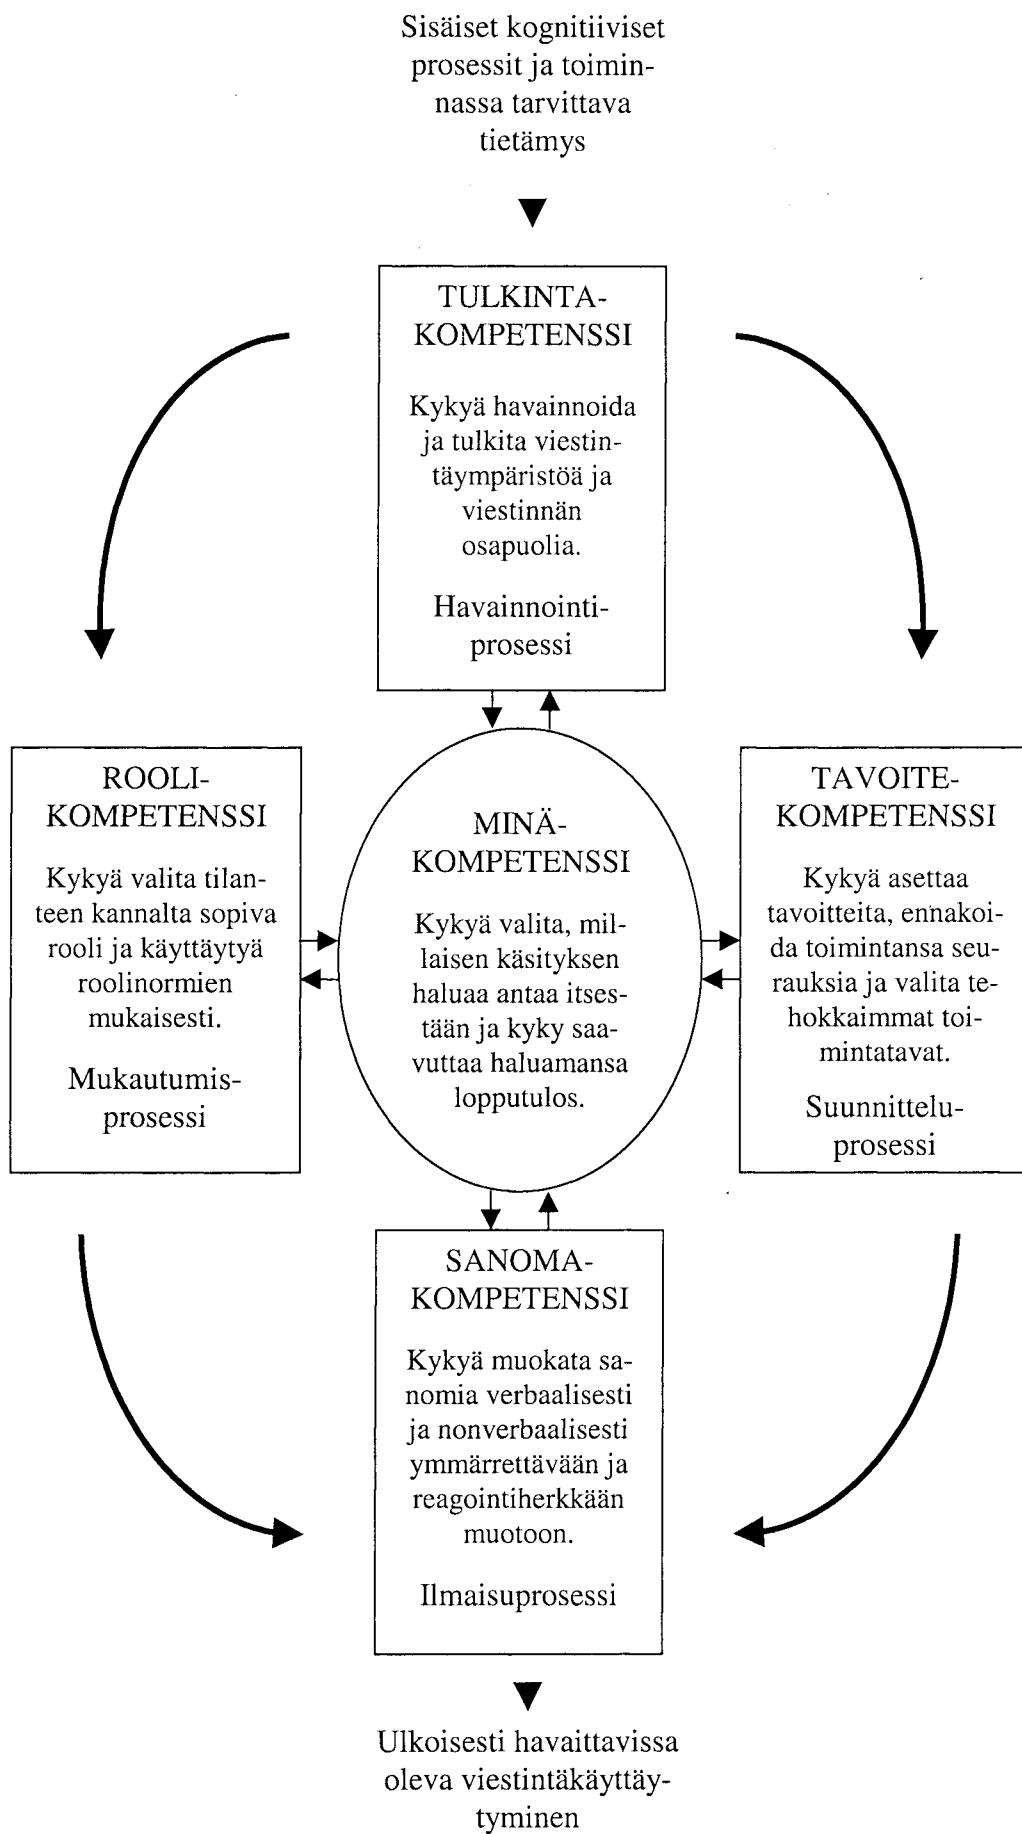 Sisäiset kognitiiviset
prosessit ja toimin-
nassa tarvittava
tietämys
TULKINTA-
KOMPETENSSI
Kykyä havainnoida
ja tulkita viestin-
täympäristöä ja
viestinnän
osapuolia.
Havainnointi-
prosessi
ROOLI-
KOMPETENSSI
Kykyä valita tilan-
teen kannalta sopiva
rooli ja käyttäytyä
roolinormien
mukaisesti.
Mukautumis-
prosessi
MINÄ-
KOMPETENSSI
Kykyä valita, mil-
laisen käsityksen
haluaa antaa itses-
tään ja kyky saa-
vuttaa haluamansa
lopputulos.
TAVOITE-
KOMPETENSSI
Kykyä asettaa
tavoitteita, ennakoi-
da toimintansa seu-
rauksia ja valita te-
hokkaimmat toi-
mintatavat.
Suunnittelu-
prosessi
SANOMA-
KOMPETENSSI
Kykyä muokata sa-
nomia verbaalisesti
ja nonverbaalisesti
ymmärrettävään ja
reagointiherkkään
muotoon.
Ilmaisuprosessi
Ulkoisesti havaittavissa
oleva viestintäkäyttäy-
tyminen